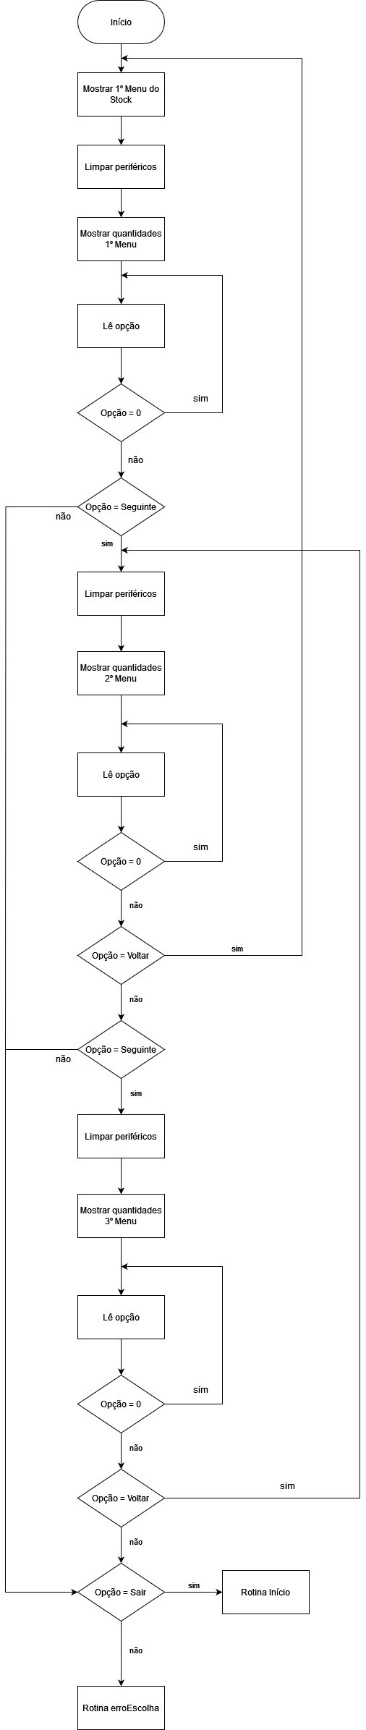 Início
Mostrar 1º Menu do
Stock
Limpar periféricos
Mostrar quantidades
1º Menu
Lê opção
sim
Opção = 0
não
Opção = Seguinte
não
sim
Limpar periféricos
Mostrar quantidades
2º Menu
Lê opção
sim
Opção = 0
não
Opção = Voltar
sim
não
Opção = Seguinte
não
sim
Limpar periféricos
Mostrar quantidades
3º Menu
Lê opção
sim
Opção = 0
não
Opção = Voltar
sim
não
Opção = Sair
sim
Rotina Início
não
Rotina erroEscolha